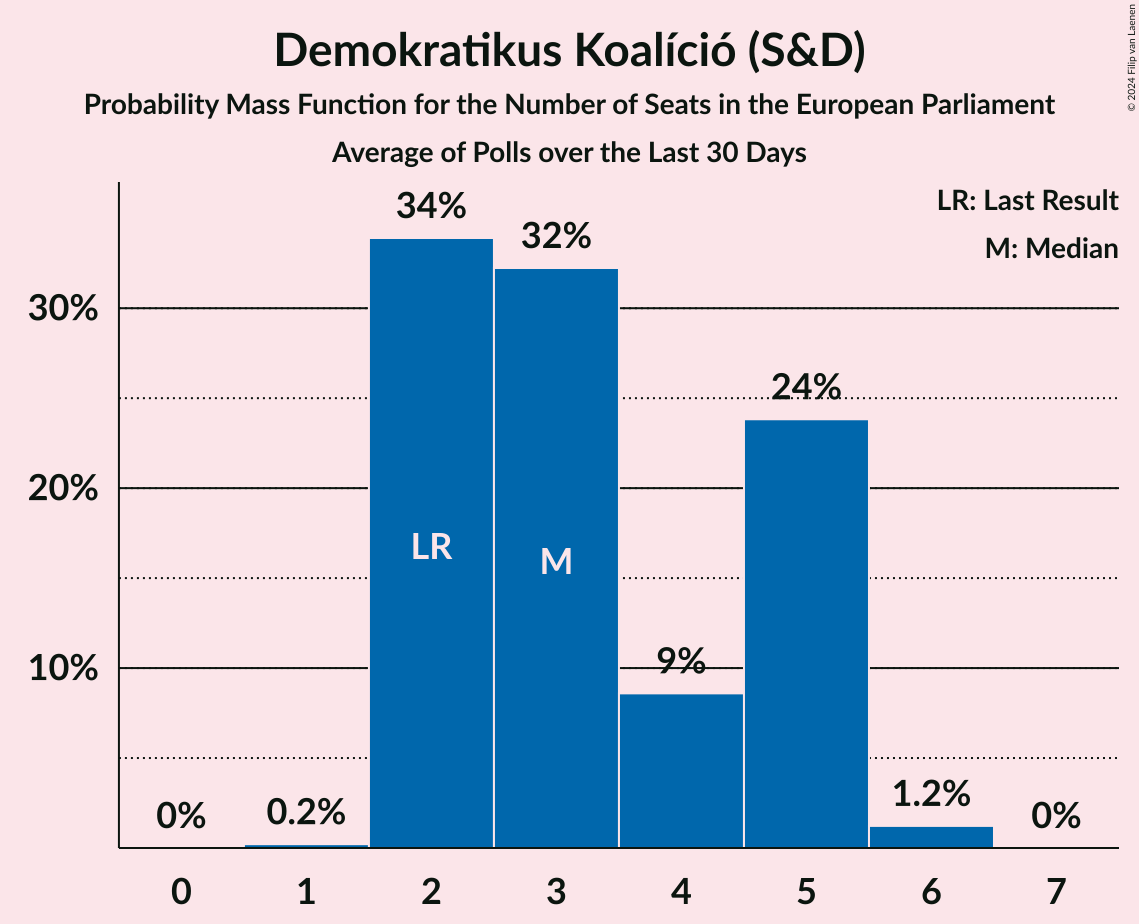 Demokratikus Koalíció (S&D)
Probability Mass Function for the Number of Seats in the European Parliament
Average of Polls over the Last 30 Days
© 2024 Filip van Laenen
LR: Last Result
M: Median
34%
32%
30%
24%
20%
LR
M
10%
9%
1.2%
0%
0.2%
0%
0 1 2 3 4 5 6 7